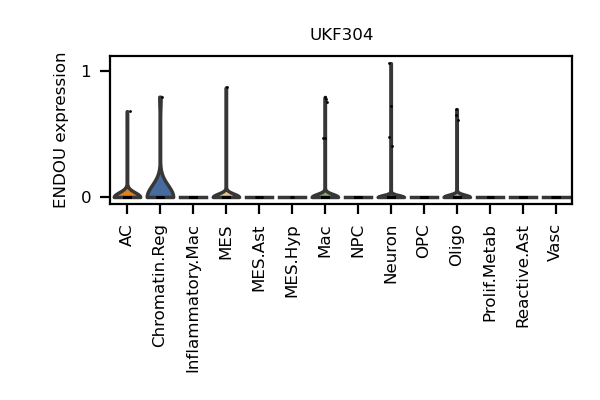 UKF304
ENDOU expression
1
0
AC
Chromatin.Reg
Inflammatory.Mac
MES
MES.Ast
MES.Hyp
Mac
NPC
Neuron
OPC
Oligo
Prolif.Metab
Reactive.Ast
Vasc